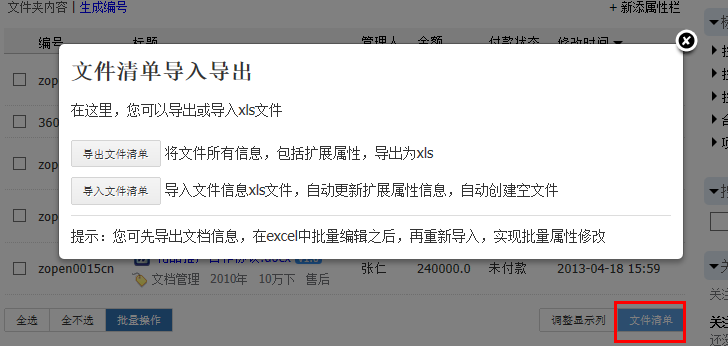 文件夹内容 | 生成编号
+ 新添属性栏
编号 标题 管理人 金额 付款状态 修改时间
文件清单导入导出
在这里，您可以导出或导入xls文件
导出文件清单 将文件所有信息，包括扩展属性，导出为xls
导入文件清单 导入文件信息xls文件，自动更新扩展属性信息，自动创建空文件
提示：您可先导出文档信息，在excel中批量编辑之后，再重新导入，实现批量属性修改
zop
360
zop
zop
zopen0015cn 张仁 240000.0 未付款 2013-04-18 15:59
文档管理 2010年 10万下 售后
全选 全不选 批量操作 调整显示列 文件清单